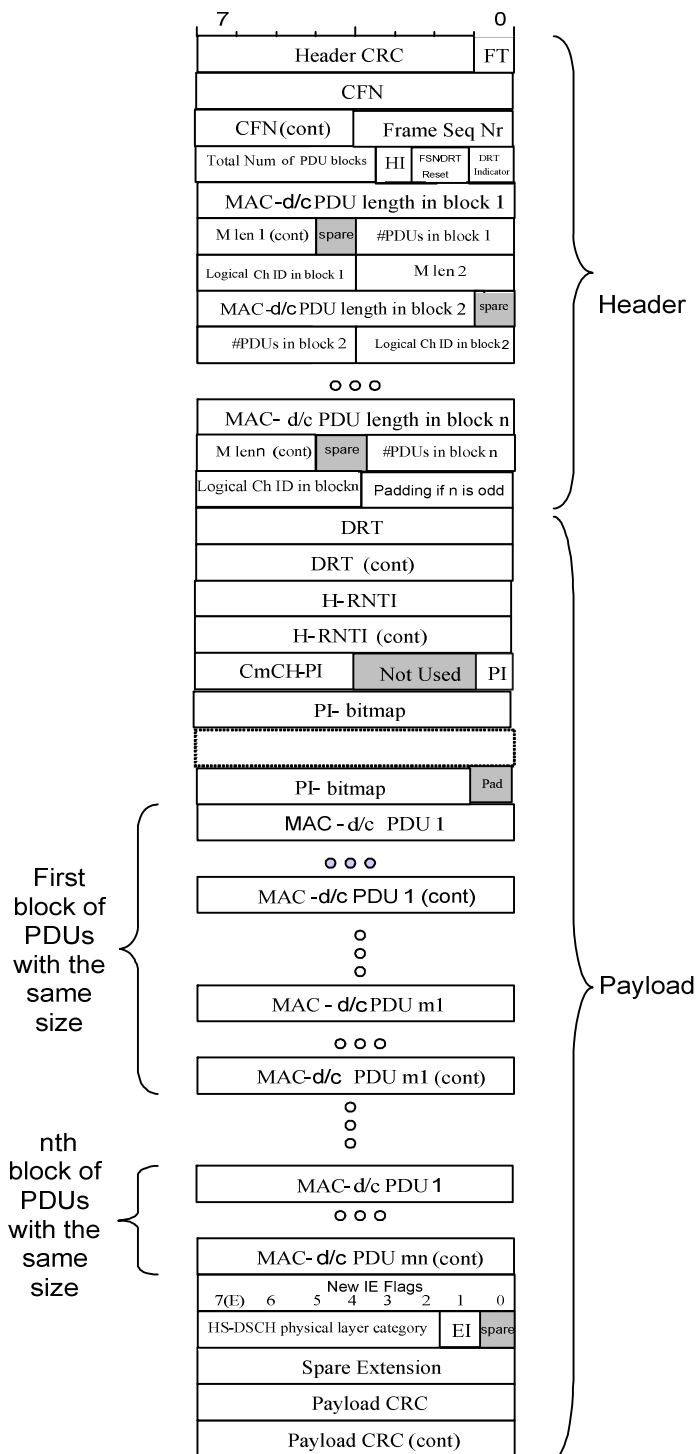 7 0
Header CRC FT
CFN
CFN (cont) Frame Seq Nr
Total Num of PDU blocks HI FSN/DRT Reset DRT Indicator
MAC-d/c PDU length in block 1
M len 1 (cont) spare #PDUs in block 1
Logical Ch ID in block 1 M len 2
MAC-d/c PDU length in block 2 spare
#PDUs in block 2 Logical Ch ID in block2
MAC- d/c PDU length in block n
M lenn (cont) spare #PDUs in block n
Logical Ch ID in blockn Padding if n is odd
Header
DRT
DRT (cont)
H-RNTI
H-RNTI (cont)
CmCH-PI Not Used PI
PI- bitmap
PI- bitmap Pad
MAC - d/c PDU 1
MAC -d/c PDU 1 (cont)
First
block of
PDUs
with the
same
size
MAC - d/c PDU m1
MAC-d/c PDU m1 (cont)
Payload
nth
block of
PDUs
with the
same
size
MAC- d/c PDU 1
MAC- d/c PDU mn (cont)
New IE Flags
7(E) 6 5 4 3 2 1 0
HS-DSCH physical layer category EI spare
Spare Extension
Payload CRC
Payload CRC (cont)